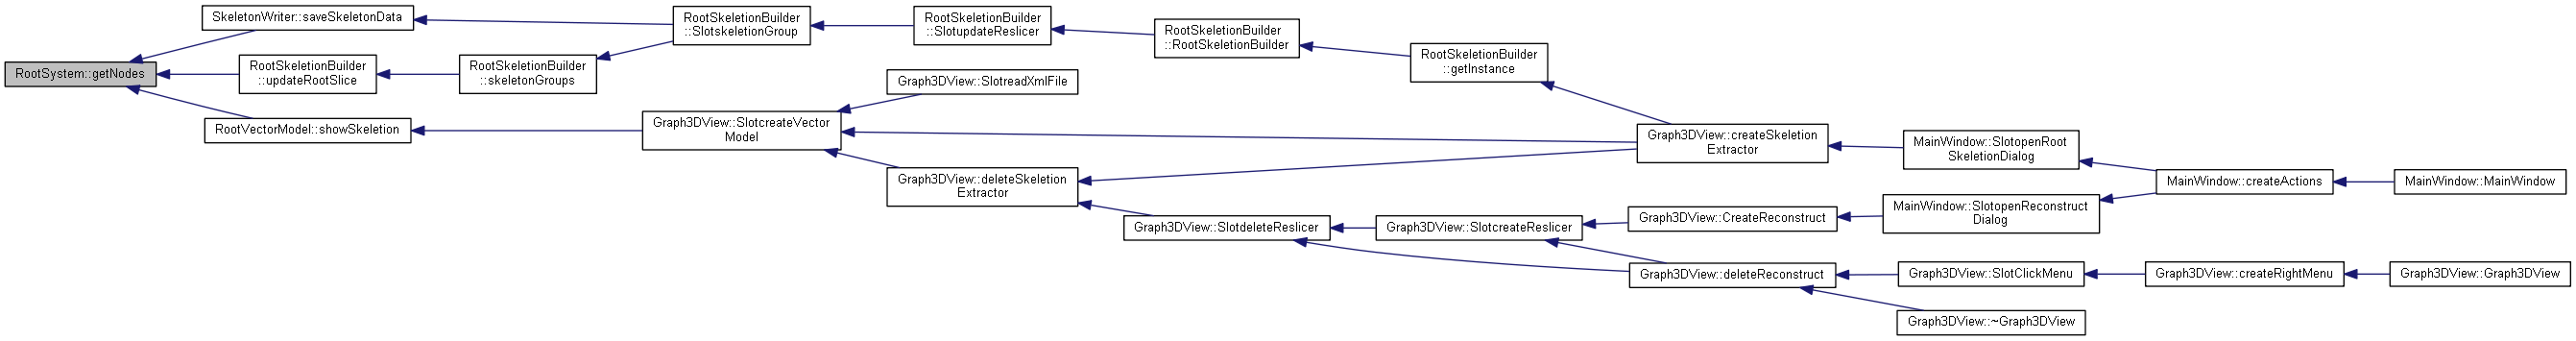 RootSystem::getNodes
SkeletonWriter::saveSkeletonData
RootSkeletionBuilder
::updateRootSlice
RootVectorModel::showSkeletion
RootSkeletionBuilder
::skeletonGroups
RootSkeletionBuilder
::SlotskeletionGroup
Graph3DView::SlotcreateVector
Model
RootSkeletionBuilder
::SlotupdateReslicer
Graph3DView::SlotreadXmlFile
Graph3DView::deleteSkeletion
Extractor
RootSkeletionBuilder
::RootSkeletionBuilder
Graph3DView::SlotdeleteReslicer
RootSkeletionBuilder
::getInstance
Graph3DView::SlotcreateReslicer
Graph3DView::createSkeletion
Extractor
Graph3DView::CreateReconstruct
Graph3DView::deleteReconstruct
MainWindow::SlotopenRoot
SkeletionDialog
MainWindow::SlotopenReconstruct
Dialog
Graph3DView::SlotClickMenu
Graph3DView::~Graph3DView
MainWindow::createActions
Graph3DView::createRightMenu
MainWindow::MainWindow
Graph3DView::Graph3DView